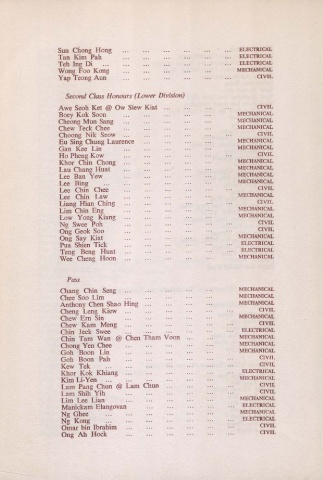 Sun Chong Hong ... ... ... ... ... ELECTRICAL
Tan Kim Pah ... ... ... ... ... ELECTRICAL
Teh Ing Di ... ... ... ... ... ELECTRICAL
Wong Foo Kong ... ... ... ... ... MECHANICAL
Yap Teong Aun ... ... ... ... ... CIVIL
Second Class Honours (Lower Division)
Awe Seoh Ket @ Ow Siew Kiat ... ... ... CIVIL
Boey Kok Soon ... ... ... ... ... MECHANICAL
Cheong Mun Sang ... ... ... ... MECHANICAL
Chew Teck Chee ... ... ... ... ... MECHANICAL
Choong Nik Seow ... ... ... ... CIVIL
Eu Sing Chung Laurence ... ... ... ... MECHANICAL
Gan Kee Lin ... ... ... ... ... MECHANICAL
Ho Pheng Kow ... ... ... ... ... CIVIL
Khor Chin Chong ... ... ... ... MECHANICAL
Lau Chang Huat ... ... ... ... ... MECHANICAL
Lee Ban Yew ... ... ... ... ... MECHANICAL
Lee Bing ... ... ... ... ... CIVIL
Lee Chin Chee ... ... ... ... ... CIVIL
Lee Chin Law ... ... ... ... ... MECHANICAL
Liang Hian Ching ... ... ... ... CIVIL
Lim Chin Eng ... ... ... ... ... MECHANICAL
Low Yong Kiang ... ... ... ... MECHANICAL
Ng Swee Poh ... ... ... ... ... CIVIL
Ong Geok Soo ... ... ... ... ... CIVIL
Ong Say Kiat ... ... ... ... ... MECHANICAL
Pua Shien Tick ... ... ... ... ELECTRICAL
Teng Beng Huat ... ... ... ... ELECTRICAL
Wee Cheng Hoon ... ... ... ... MECHANICAL
Pass
Chang Chin Seng ... ... ... ... MECHANICAL
Chee Soo Lim ... ... ... ... ... MECHANICAL
Anthony Chen Shao Hing ... ... ... ... MECHANICAL
Cheng Leng Kiew ... ... ... ... CIVIL
Chew Ern Sin ... ... ... ... ... MECHANICAL
Chew Kam Meng ... ... ... ... CIVIL
Chin Jeck Swee ... ... ... ... ELECTRICAL
Chin Tam Wan @ Chen Tham Voon ... ... MECHANICAL
Chong Yen Chee ... ... ... ... MECHANICAL
Goh Boon Lin ... ... ... ... ... MECHANICAL
Goh Boon Pah ... ... ... ... ... CIVIL
Kew Tek ... ... ... ... ... CIVIL
Khor Kok Khiang ... ... ... ... ELECTRICAL
Kim Li-Yen ... ... ... ... ... MECHANICAL
Lam Pang Chun @ Lam Chun ... ... ... CIVIL
Lam Shih Yih ... ... ... ... ... CIVIL
Lim Lee Lian ... ... ... ... ... MECHANICAL
Manickam Elangovan ... ... ... ... ELECTRICAL
Ng Ghee ... ... ... ... ... MECHANICAL
Ng Kong ... ... ... ... ... ELECTRICAL
Omar bin Ibrahim ... ... ... ... CIVIL
Ong Ah Hock ... ... ... ... ... CIVIL